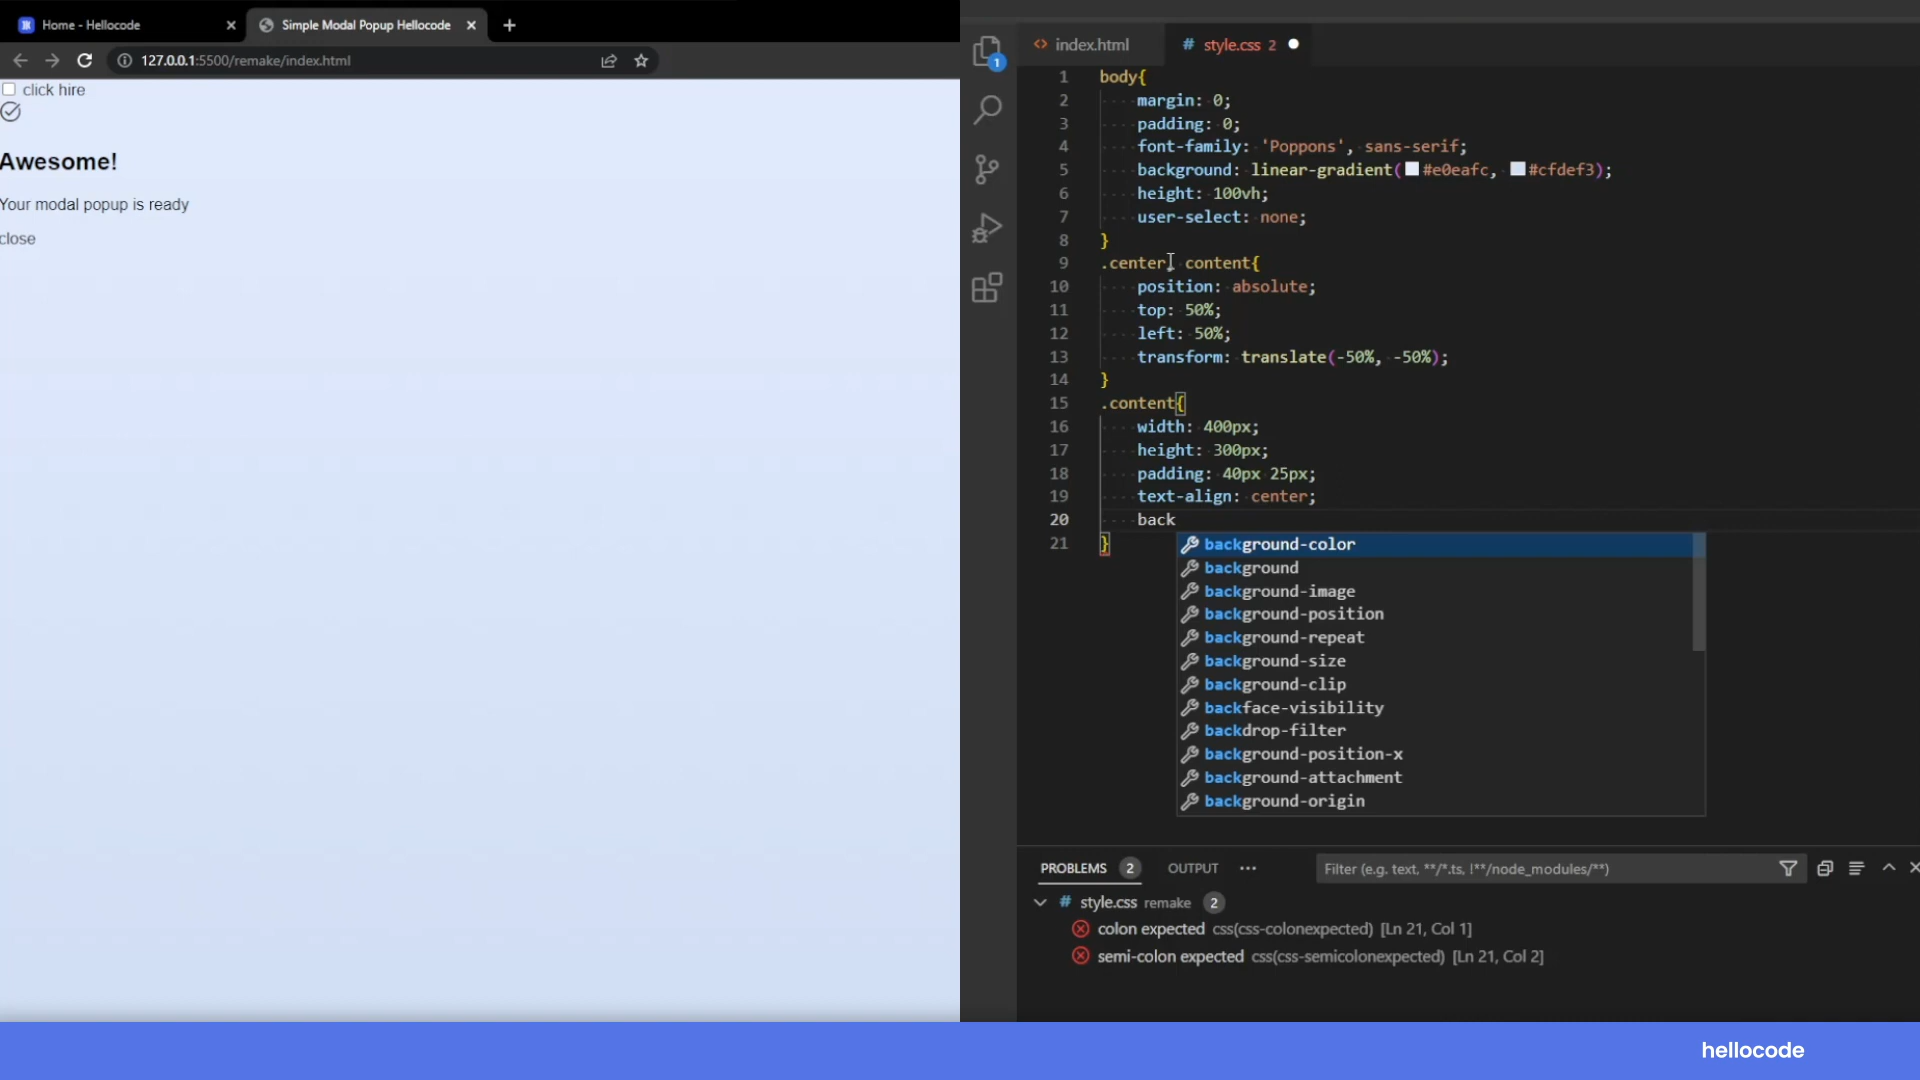 Home - Hellocode
Simple Modal Popup Hellocode
127.0.0.1:5500/remake/index.html
click hire
Awesome!
Your modal popup is ready
close
1
index.html
# style.css 2
1 body{
2 margin: 0;
3 padding: 0;
4 font-family: 'Poppons', sans-serif;
5 background: linear-gradient(#e0eafc, #cfdef3);
6 height: 100vh;
7 user-select: none;
8 }
9 .center, content{
10 position: absolute;
11 top: 50%;
12 left: 50%;
13 transform: translate(-50%, -50%);
14 }
15 .content{
16 width: 400px;
17 height: 300px;
18 padding: 40px 25px;
19 text-align: center;
20 back
21 }
background-color
background
background-image
background-position
background-repeat
background-size
background-clip
backface-visibility
backdrop-filter
background-position-x
background-attachment
background-origin
PROBLEMS 2 OUTPUT ···
Filter (e.g. text, **/*.ts, !**/node_modules/**)
# style.css remake 2
colon expected css(css-colonexpected) [Ln 21, Col 1]
semi-colon expected css(css-semicolonexpected) [Ln 21, Col 2]
hellocode